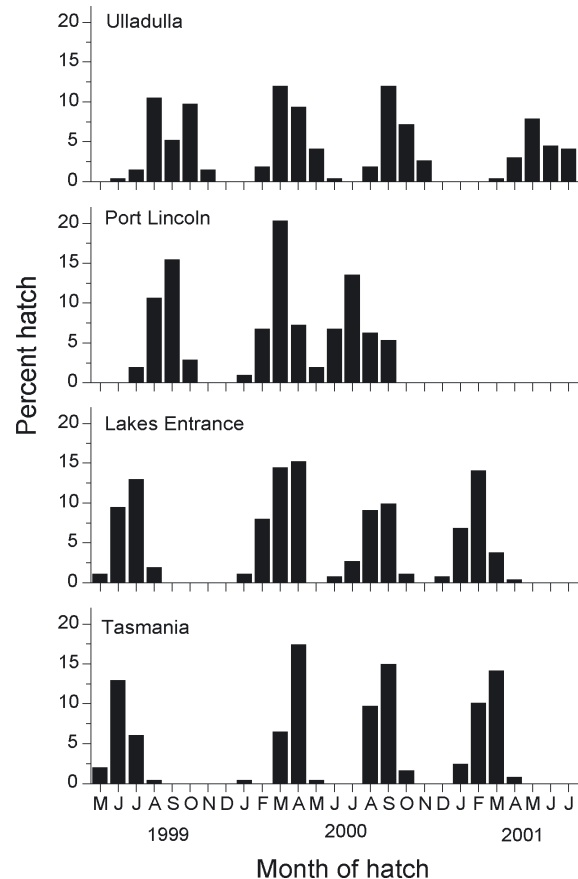 Ulladulla
20
15
10
5
0
Port Lincoln
20
15
10
5
0
Percent hatch
Lakes Entrance
20
15
10
5
0
Tasmania
20
15
10
5
0
M J J A S O N D J F M A M J J A S O N D J F M A M J J
1999 2000 2001
Month of hatch